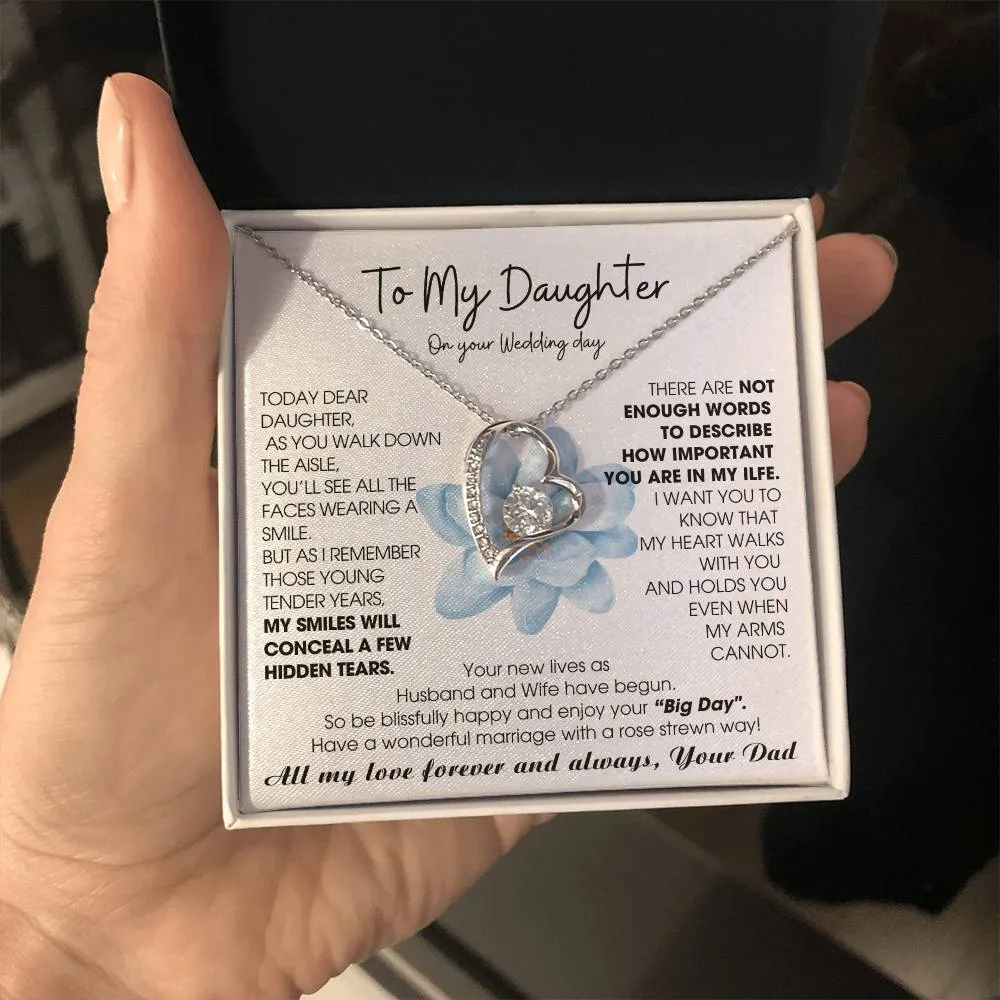 To My Daughter
On your Wedding day
TODAY DEAR
DAUGHTER,
AS YOU WALK DOWN
THE AISLE,
YOU'LL SEE ALL THE
FACES WEARING A
SMILE.
BUT AS I REMEMBER
THOSE YOUNG
TENDER YEARS,
MY SMILES WILL
CONCEAL A FEW
HIDDEN TEARS.
THERE ARE NOT
ENOUGH WORDS
TO DESCRIBE
HOW IMPORTANT
YOU ARE IN MY ILFE.
I WANT YOU TO
KNOW THAT
MY HEART WALKS
WITH YOU
AND HOLDS YOU
EVEN WHEN
MY ARMS
CANNOT.
Your new lives as
Husband and Wife have begun.
So be blissfully happy and enjoy your "Big Day".
Have a wonderful marriage with a rose strewn way!
All my love forever and always, Your Dad